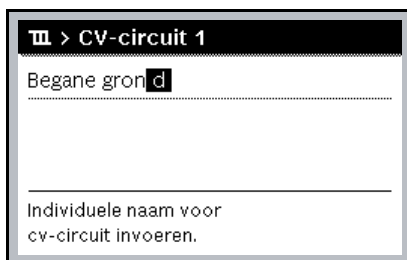 > CV-circuit 1
Begane grond
Individuele naam voor
cv-circuit invoeren.